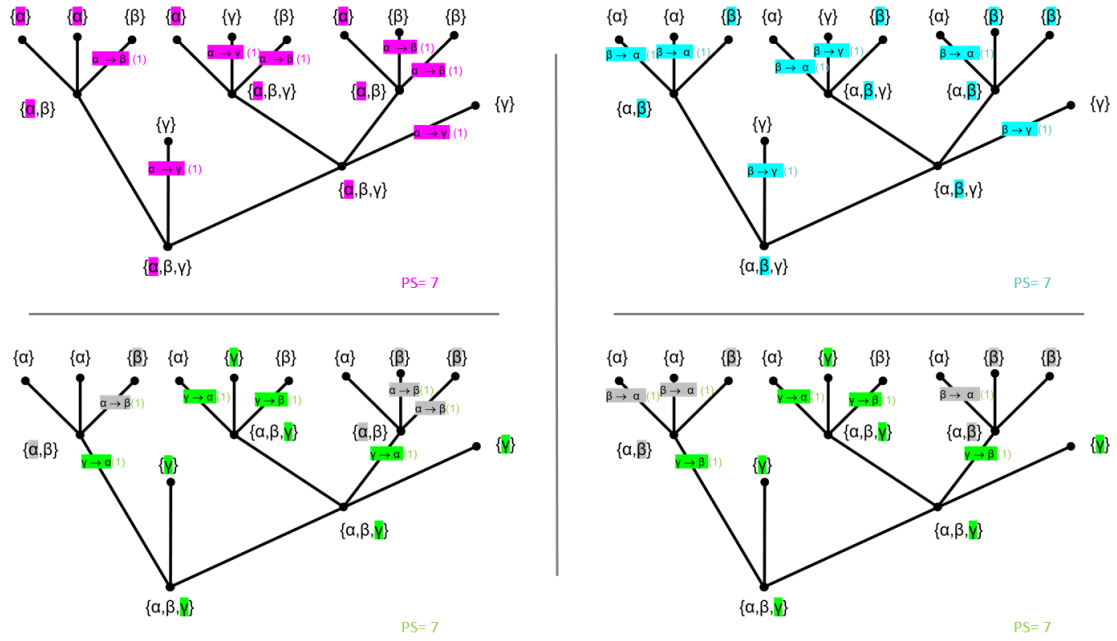 {α} {α} {β} {α} {γ} {β} {α} {β} {β}
α → β (1) α → γ (1) α → β (1) α → β (1) α → β (1)
{α,β} {α,β,γ} {α,β} {γ}
{γ} α → γ (1)
α → γ (1)
{α,β,γ}
{α,β,γ}
PS= 7
{α} {α} {β} {α} {γ} {β} {α} {β} {β}
β → α (1) β → α (1) β → α (1) β → γ (1) β → α (1)
{α,β} {α,β,γ} {α,β} {γ}
{γ} β → γ (1)
β → γ (1)
{α,β,γ}
{α,β,γ}
PS= 7
{α} {α} {β} {α} {γ} {β} {α} {β} {β}
α → β (1) γ → α (1) γ → β (1) α → β (1) α → β (1)
{α,β} {α,β,γ} {α,β} {γ}
γ → α (1) {γ} γ → α (1)
{α,β,γ}
{α,β,γ}
PS= 7
{α} {α} {β} {α} {γ} {β} {α} {β} {β}
β → α (1) β → α (1) γ → α (1) γ → β (1) β → α (1)
{α,β} {α,β,γ} {α,β} {γ}
γ → β (1) {γ} γ → β (1)
{α,β,γ}
{α,β,γ}
PS= 7